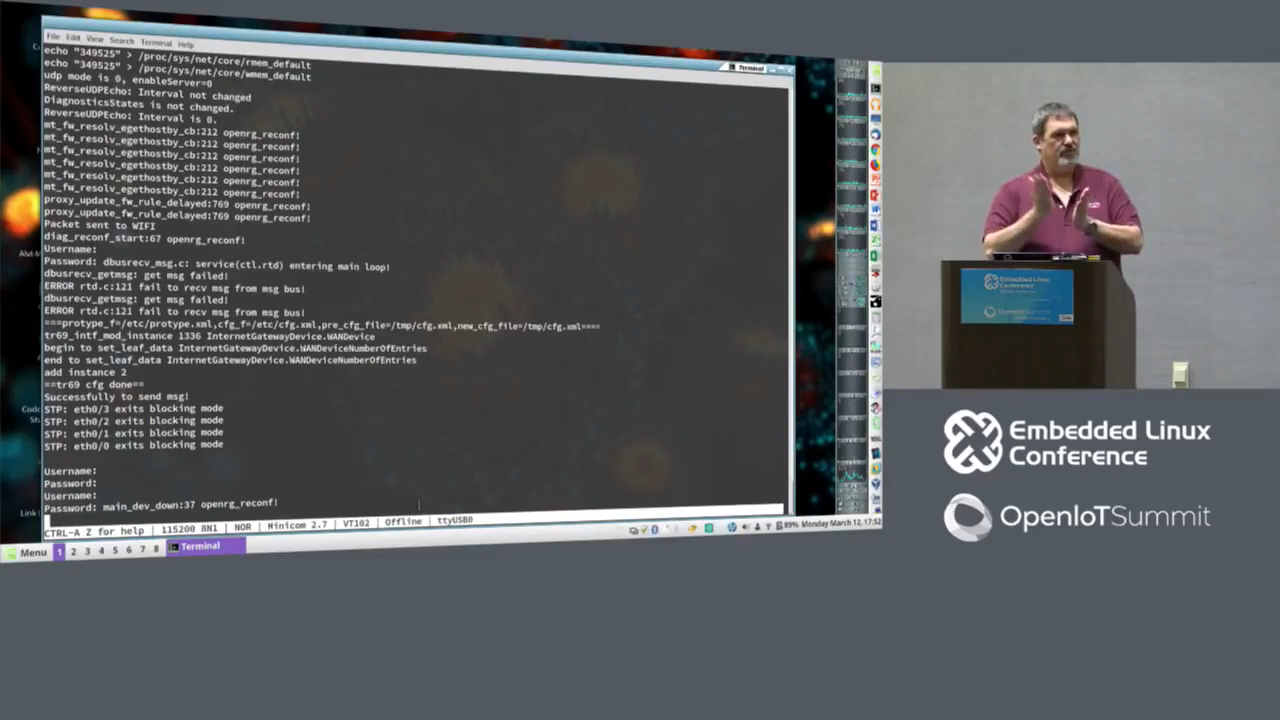 File Edit View Search Terminal Help
Terminal
echo "349525" > /proc/sys/net/core/rmem_default
echo "349525" > /proc/sys/net/core/wmem_default
udp mode is 0, enableServer=0
ReverseUDPEcho: Interval not changed
DiagnosticsStates is not changed.
ReverseUDPEcho: Interval is 0.
mt_fw_resolv_egethostby_cb:212 openrg_reconf!
mt_fw_resolv_egethostby_cb:212 openrg_reconf!
mt_fw_resolv_egethostby_cb:212 openrg_reconf!
mt_fw_resolv_egethostby_cb:212 openrg_reconf!
mt_fw_resolv_egethostby_cb:212 openrg_reconf!
mt_fw_resolv_egethostby_cb:212 openrg_reconf!
proxy_update_fw_rule_delayed:769 openrg_reconf!
proxy_update_fw_rule_delayed:769 openrg_reconf!
Packet sent to WIFI
diag_reconf_start:67 openrg_reconf!
Username:
Password: dbusrecv_msg.c: service(ctl.rtd) entering main loop!
dbusrecv_getmsg: get msg failed!
ERROR rtd.c:121 fail to recv msg from msg bus!
dbusrecv_getmsg: get msg failed!
ERROR rtd.c:121 fail to recv msg from msg bus!
===protype_f=/etc/protype.xml,cfg_f=/etc/cfg.xml,pre_cfg_file=/tmp/cfg.xml,new_cfg_file=/tmp/cfg.xml====
tr69_intf_mod_instance 1336 InternetGatewayDevice.WANDevice
begin to set_leaf_data InternetGatewayDevice.WANDeviceNumberOfEntries
end to set_leaf_data InternetGatewayDevice.WANDeviceNumberOfEntries
add instance 2
==tr69 cfg done==
Successfully to send msg!
STP: eth0/3 exits blocking mode
STP: eth0/2 exits blocking mode
STP: eth0/1 exits blocking mode
STP: eth0/0 exits blocking mode
Username:
Password:
Username:
Password: main_dev_down:37 openrg_reconf!
CTRL-A Z for help | 115200 8N1 | NOR | Minicom 2.7 | VT102 | Offline | ttyUSB0
Menu 1 2 3 4 5 6 7 8 Terminal
89% Monday March 12, 17:52
Embedded Linux
Conference
OpenIoTSummit
Embedded Linux
Conference
OpenIoTSummit